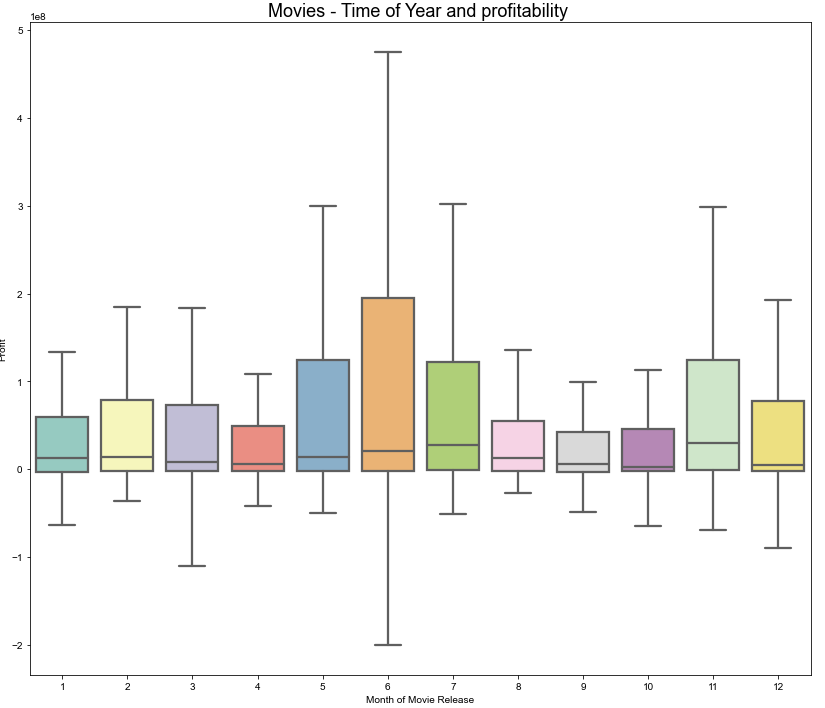 Movies - Time of Year and profitability
1e8
5
4
3
2
1
0
−1
−2
Profit
1 2 3 4 5 6 7 8 9 10 11 12
Month of Movie Release